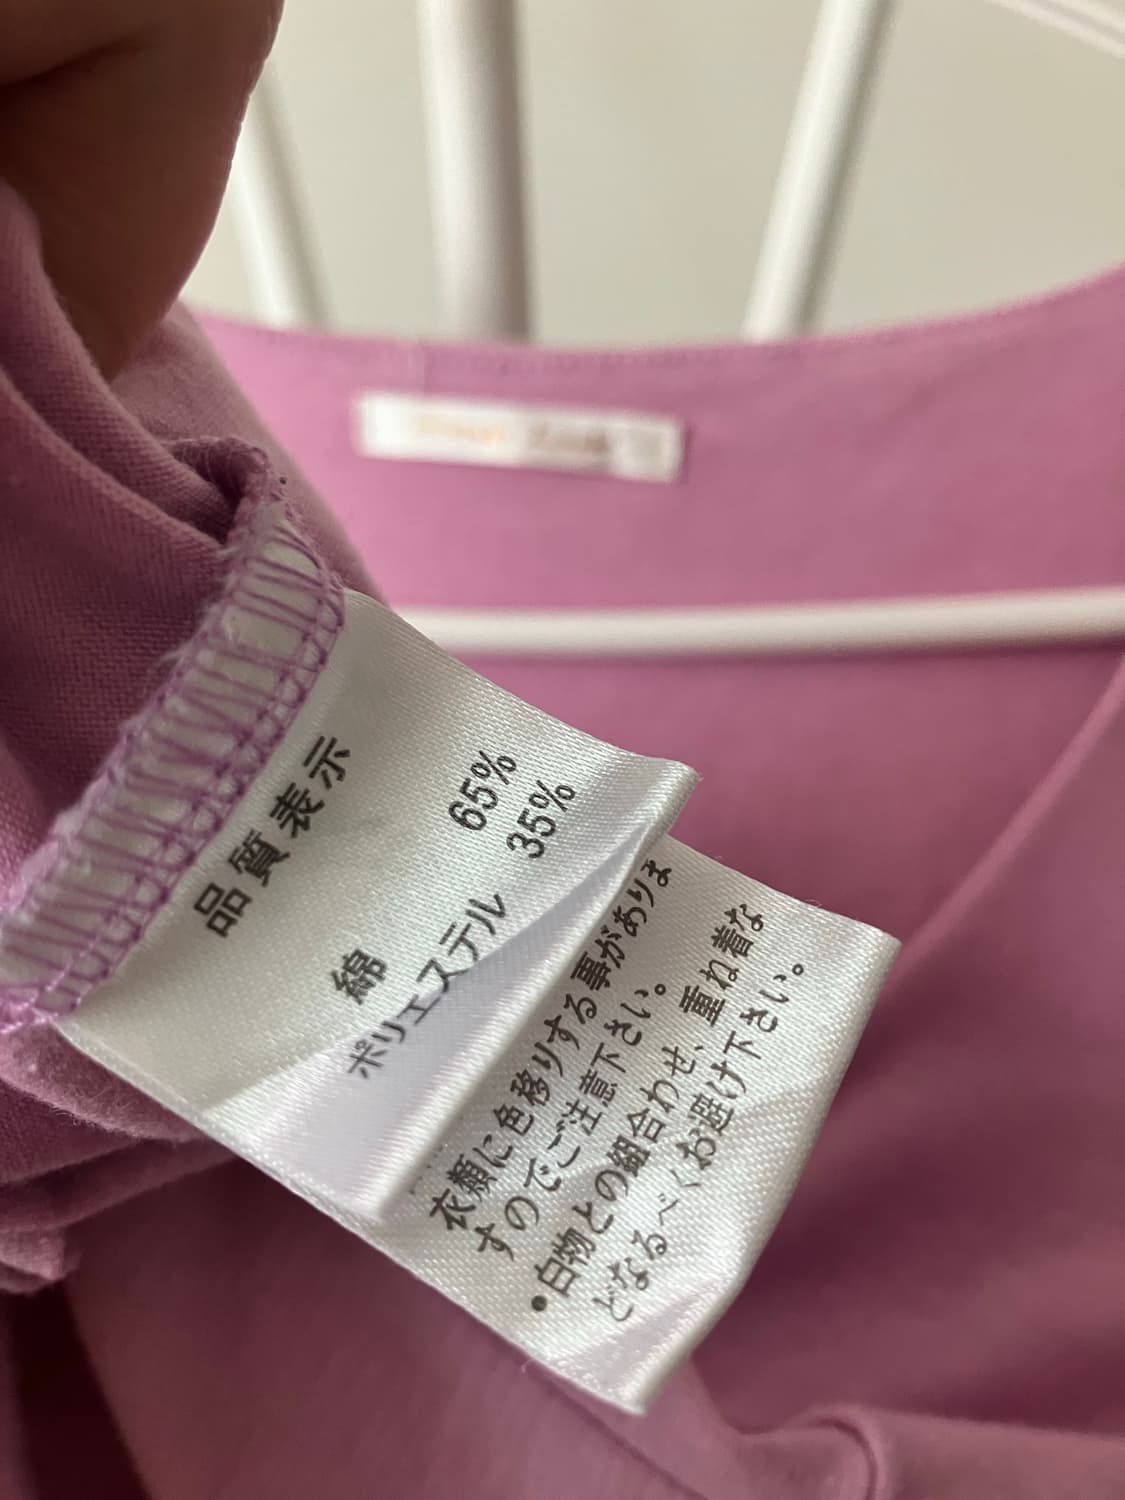 品質表示
綿 65%
ポリエステル 35%
衣類に色移りする事がありま
すのでご注意下さい。
●白物との組合わせ、重ね着な
どなるべくお避け下さい。